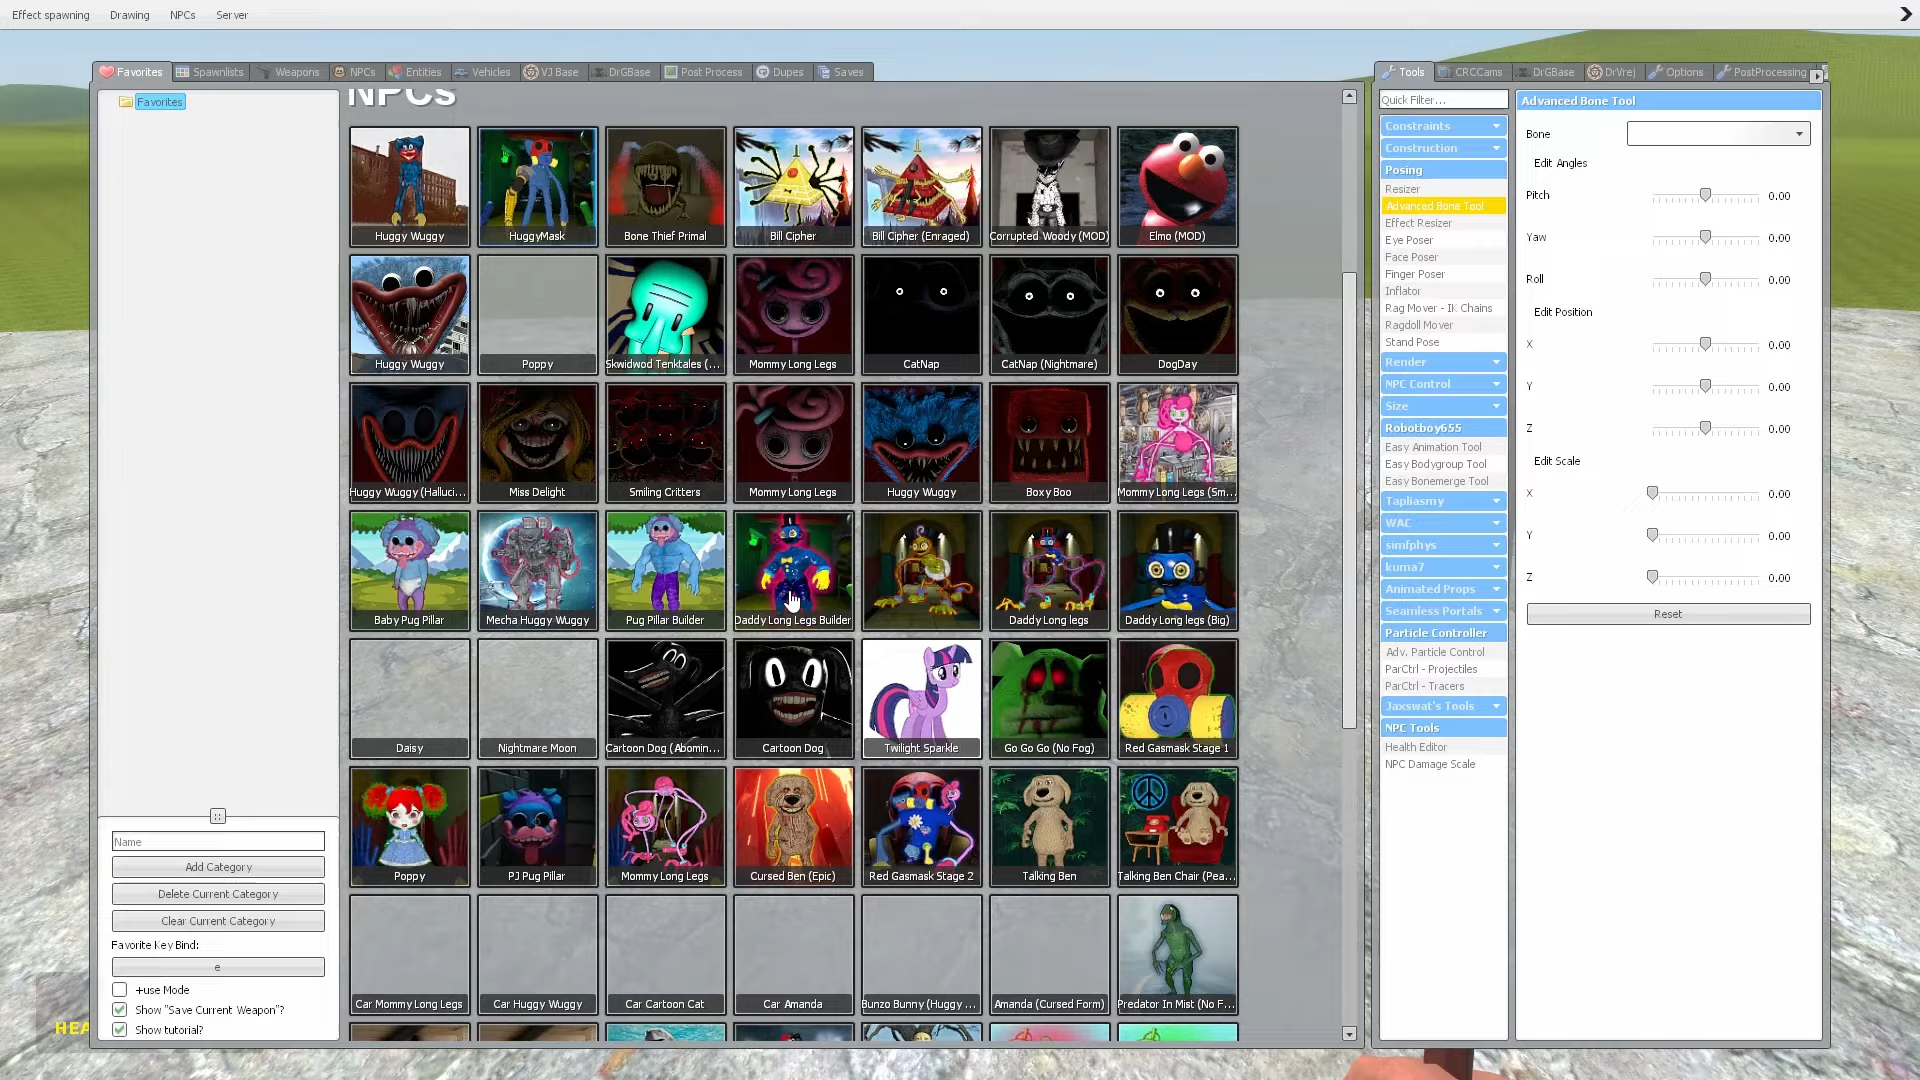 Effect spawning Drawing NPCs Server
Favorites Spawnlists Weapons NPCs Entities Vehicles VJ Base DrGBase Post Process Dupes Saves
Favorites
NPCs
Huggy Wuggy HuggyMask Bone Thief Primal Bill Cipher Bill Cipher (Enraged) Corrupted Woody (MOD) Elmo (MOD)
Huggy Wuggy Poppy Skwidwod Tenktales (... Mommy Long Legs CatNap CatNap (Nightmare) DogDay
Huggy Wuggy (Halluci... Miss Delight Smiling Critters Mommy Long Legs Huggy Wuggy Boxy Boo Mommy Long Legs (Sm...
Baby Pug Pillar Mecha Huggy Wuggy Pug Pillar Builder Daddy Long Legs Builder Daddy Long legs Daddy Long legs (Big)
Daisy Nightmare Moon Cartoon Dog (Abomin... Cartoon Dog Twilight Sparkle Go Go Go (No Fog) Red Gasmask Stage 1
Poppy PJ Pug Pillar Mommy Long Legs Cursed Ben (Epic) Red Gasmask Stage 2 Talking Ben Talking Ben Chair (Pea...
Car Mommy Long Legs Car Huggy Wuggy Car Cartoon Cat Car Amanda Bunzo Bunny (Huggy ... Amanda (Cursed Form) Predator In Mist (No F...
Name
Add Category
Delete Current Category
Clear Current Category
Favorite Key Bind:
e
+use Mode
Show "Save Current Weapon"?
Show tutorial?
HEA
Tools CRCCams DrGBase DrVrej Options PostProcessing
Quick Filter...
Constraints
Construction
Posing
Resizer
Advanced Bone Tool
Effect Resizer
Eye Poser
Face Poser
Finger Poser
Inflator
Rag Mover - IK Chains
Ragdoll Mover
Stand Pose
Render
NPC Control
Size
Robotboy655
Easy Animation Tool
Easy Bodygroup Tool
Easy Bonemerge Tool
Tapliasmy
WAC
simfphys
kuma7
Animated Props
Seamless Portals
Particle Controller
Adv. Particle Control
ParCtrl - Projectiles
ParCtrl - Tracers
Jaxswat's Tools
NPC Tools
Health Editor
NPC Damage Scale
Advanced Bone Tool
Bone
Edit Angles
Pitch 0.00
Yaw 0.00
Roll 0.00
Edit Position
X 0.00
Y 0.00
Z 0.00
Edit Scale
X 0.00
Y 0.00
Z 0.00
Reset